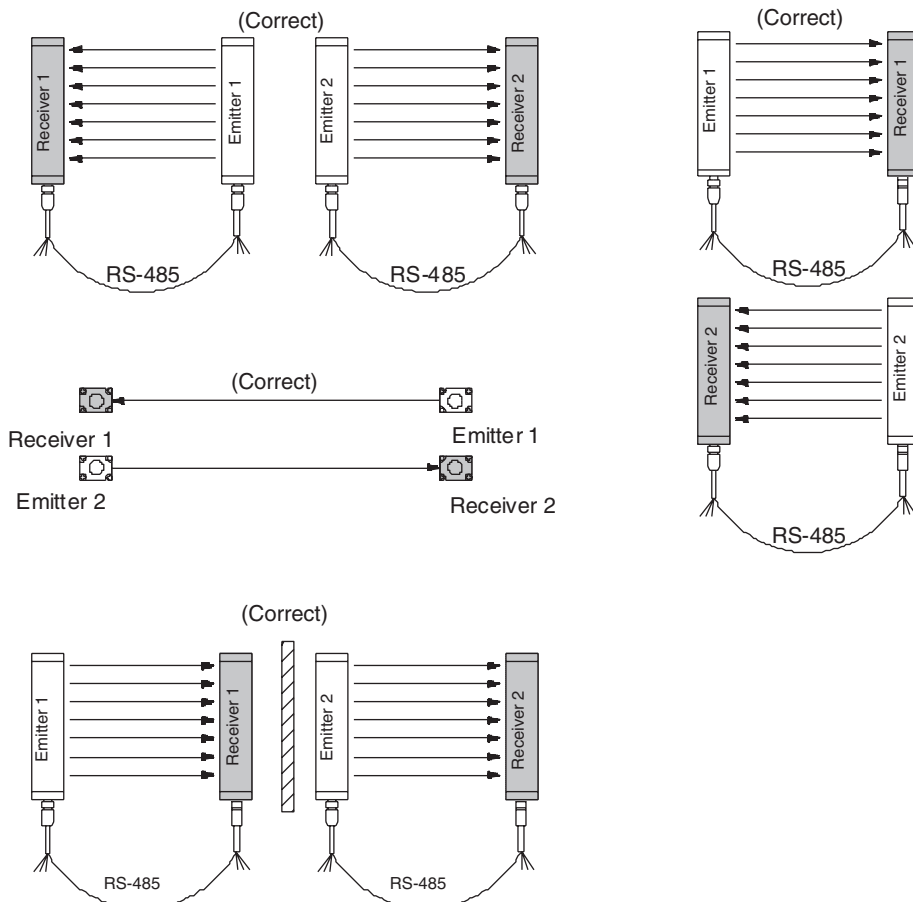 (Correct)
Receiver 1
Emitter 1
Emitter 2
Receiver 2
RS-485
RS-485
(Correct)
Emitter 1
Receiver 1
RS-485
Receiver 2
Emitter 2
RS-485
(Correct)
Receiver 1
Emitter 1
Emitter 2
Receiver 2
(Correct)
Emitter 1
Receiver 1
Emitter 2
Receiver 2
RS-485
RS-485